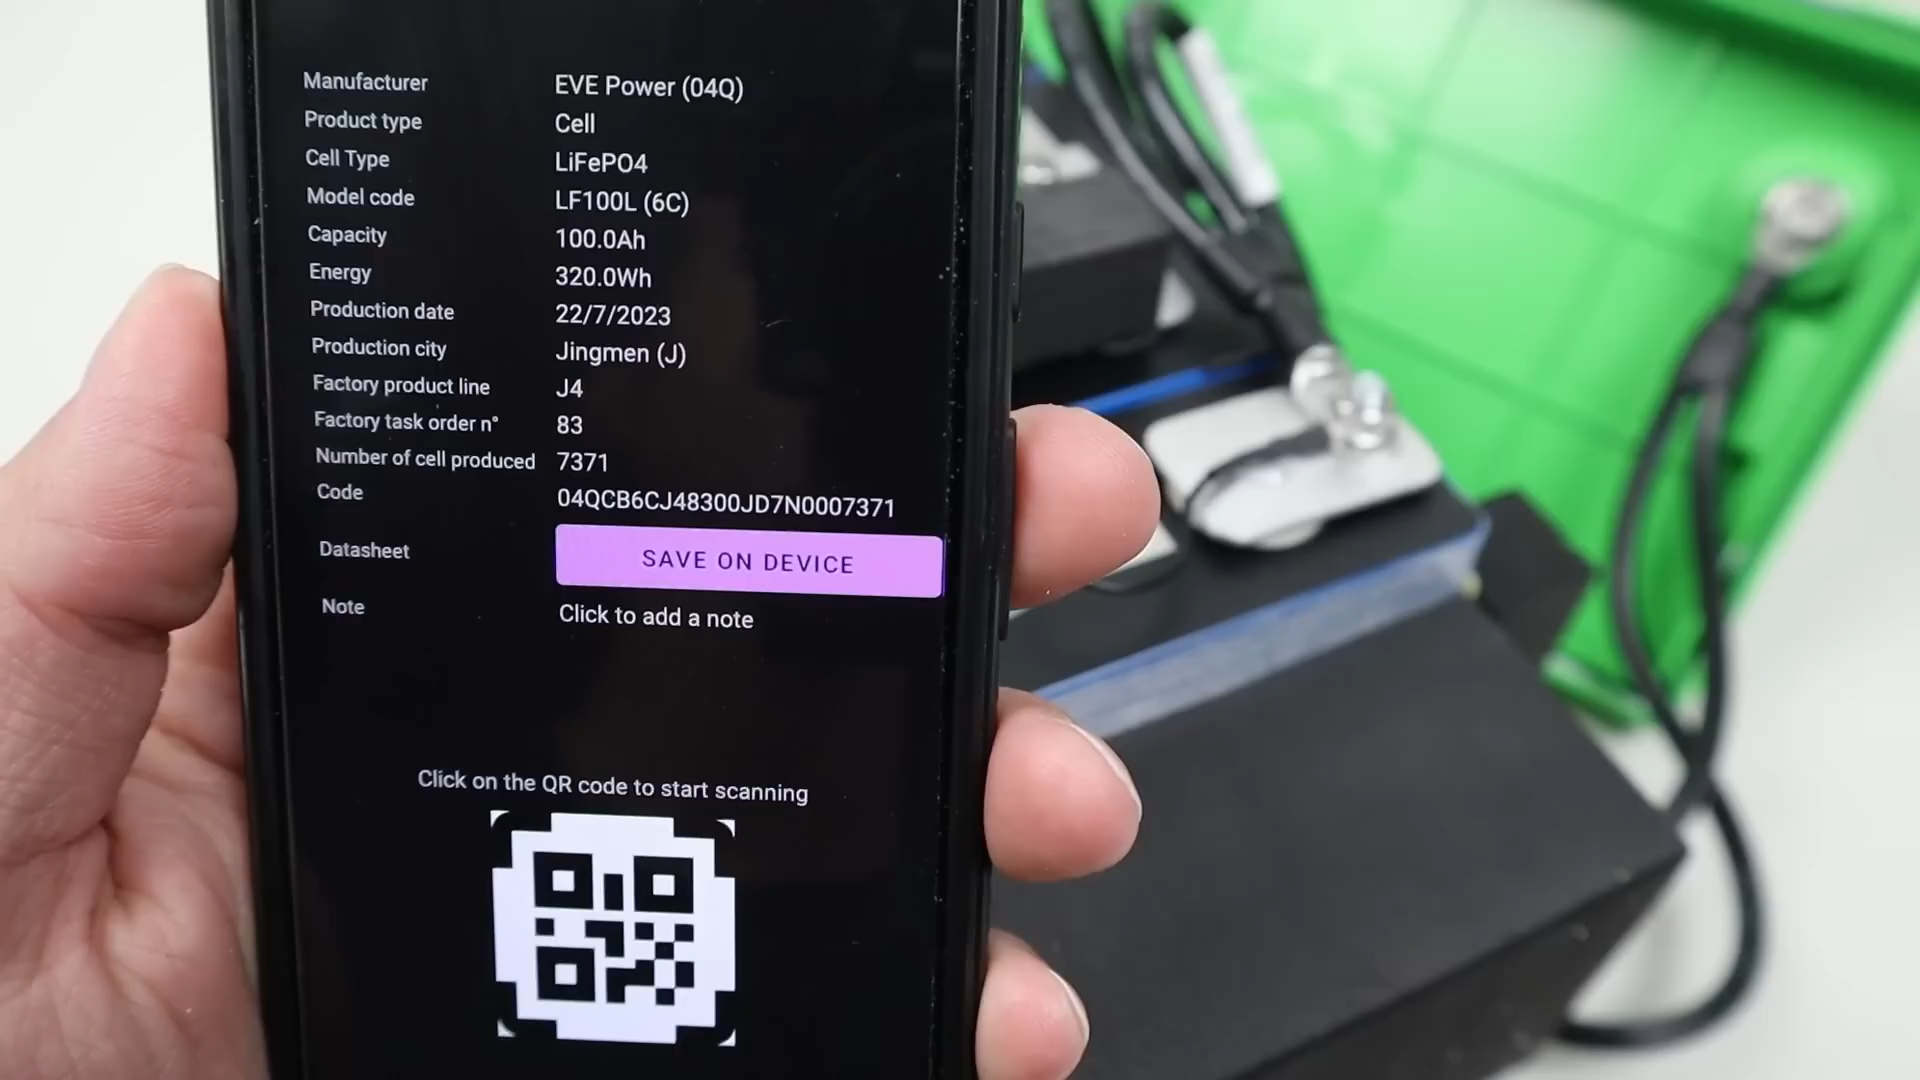 Manufacturer EVE Power (04Q)
Product type Cell
Cell Type LiFePO4
Model code LF100L (6C)
Capacity 100.0Ah
Energy 320.0Wh
Production date 22/7/2023
Production city Jingmen (J)
Factory product line J4
Factory task order n° 83
Number of cell produced 7371
Code 04QCB6CJ48300JD7N0007371
Datasheet SAVE ON DEVICE
Note Click to add a note
Click on the QR code to start scanning